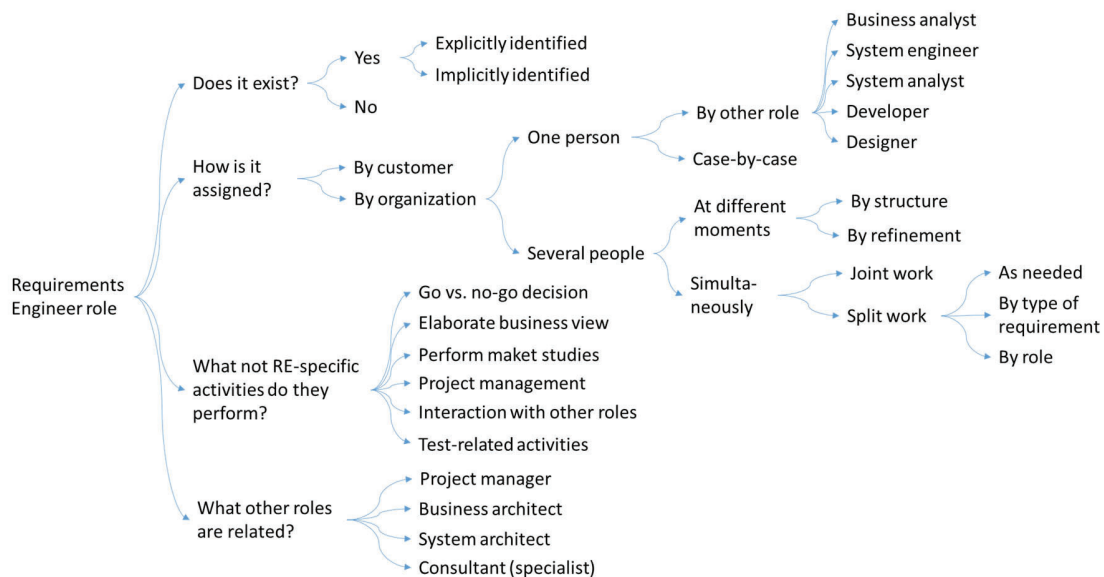 Requirements
Engineer role
Does it exist?
Yes
Explicitly identified
Implicitly identified
No
How is it
assigned?
By customer
By organization
One person
By other role
Business analyst
System engineer
System analyst
Developer
Designer
Case-by-case
Several people
At different
moments
By structure
By refinement
Simulta-
neously
Joint work
Split work
As needed
By type of
requirement
By role
What not RE-specific
activities do they
perform?
Go vs. no-go decision
Elaborate business view
Perform maket studies
Project management
Interaction with other roles
Test-related activities
What other roles
are related?
Project manager
Business architect
System architect
Consultant (specialist)